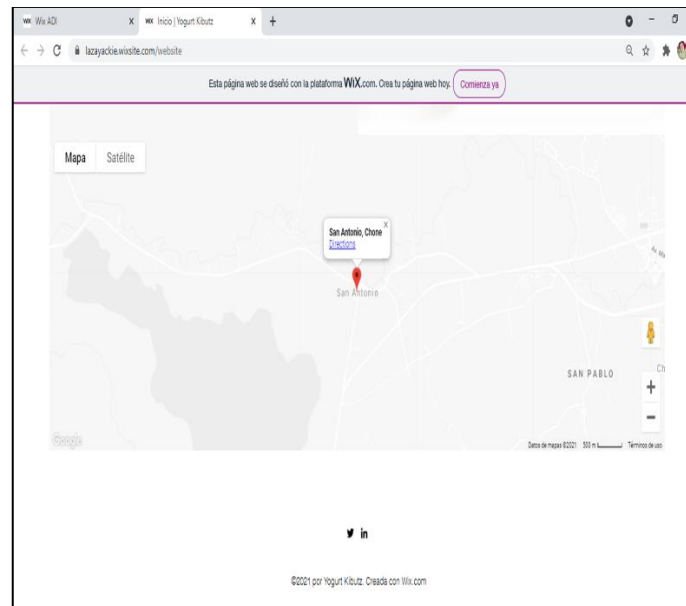 Wix ADI
Inicio | Yogurt Kibutz
lazayackie.wixsite.com/website
Esta página web se diseñó con la plataforma WiX.com. Crea tu página web hoy. Comienza ya
Mapa Satélite
San Antonio, Chone
Directions
San Antonio
SAN PABLO
Google
Datos de mapas ©2021 500 m Términos de uso
©2021 por Yogurt Kibutz. Creada con Wix.com